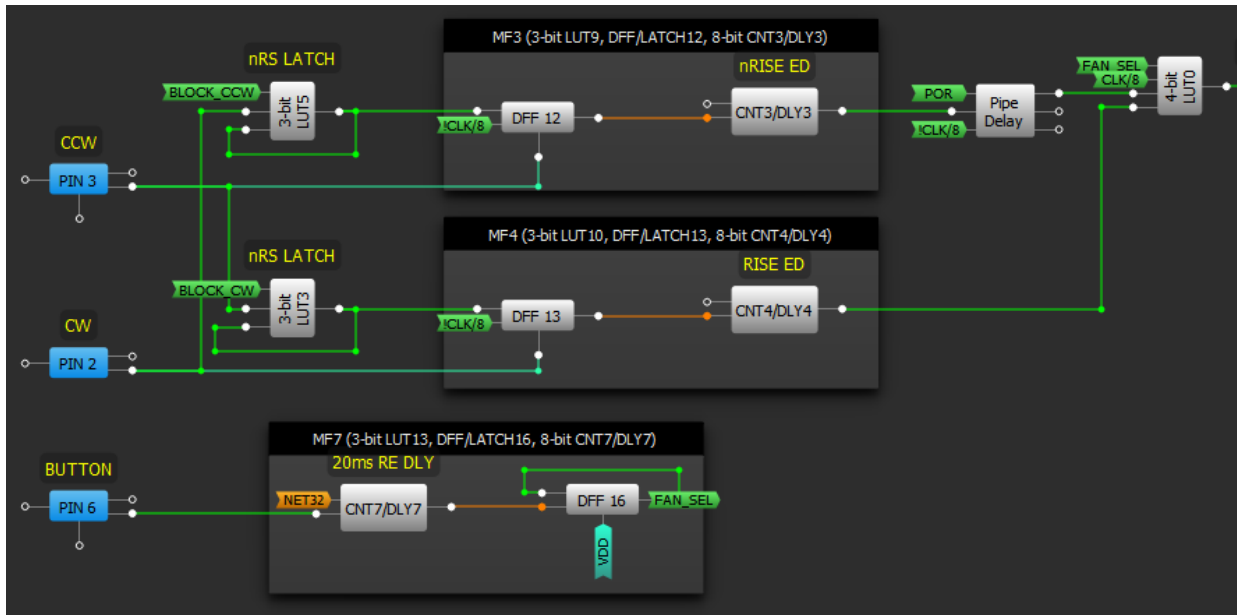 MF3 (3-bit LUT9, DFF/LATCH12, 8-bit CNT3/DLY3)
nRS LATCH
nRISE ED
BLOCK_CCW
3-bit
LUT5
!CLK/8
DFF 12
CNT3/DLY3
POR
!CLK/8
Pipe
Delay
FAN_SEL
CLK/8
4-bit
LUT0
CCW
PIN 3
MF4 (3-bit LUT10, DFF/LATCH13, 8-bit CNT4/DLY4)
nRS LATCH
RISE ED
BLOCK_CW
3-bit
LUT3
!CLK/8
DFF 13
CNT4/DLY4
CW
PIN 2
MF7 (3-bit LUT13, DFF/LATCH16, 8-bit CNT7/DLY7)
20ms RE DLY
BUTTON
PIN 6
NET32
CNT7/DLY7
DFF 16
FAN_SEL
VDD